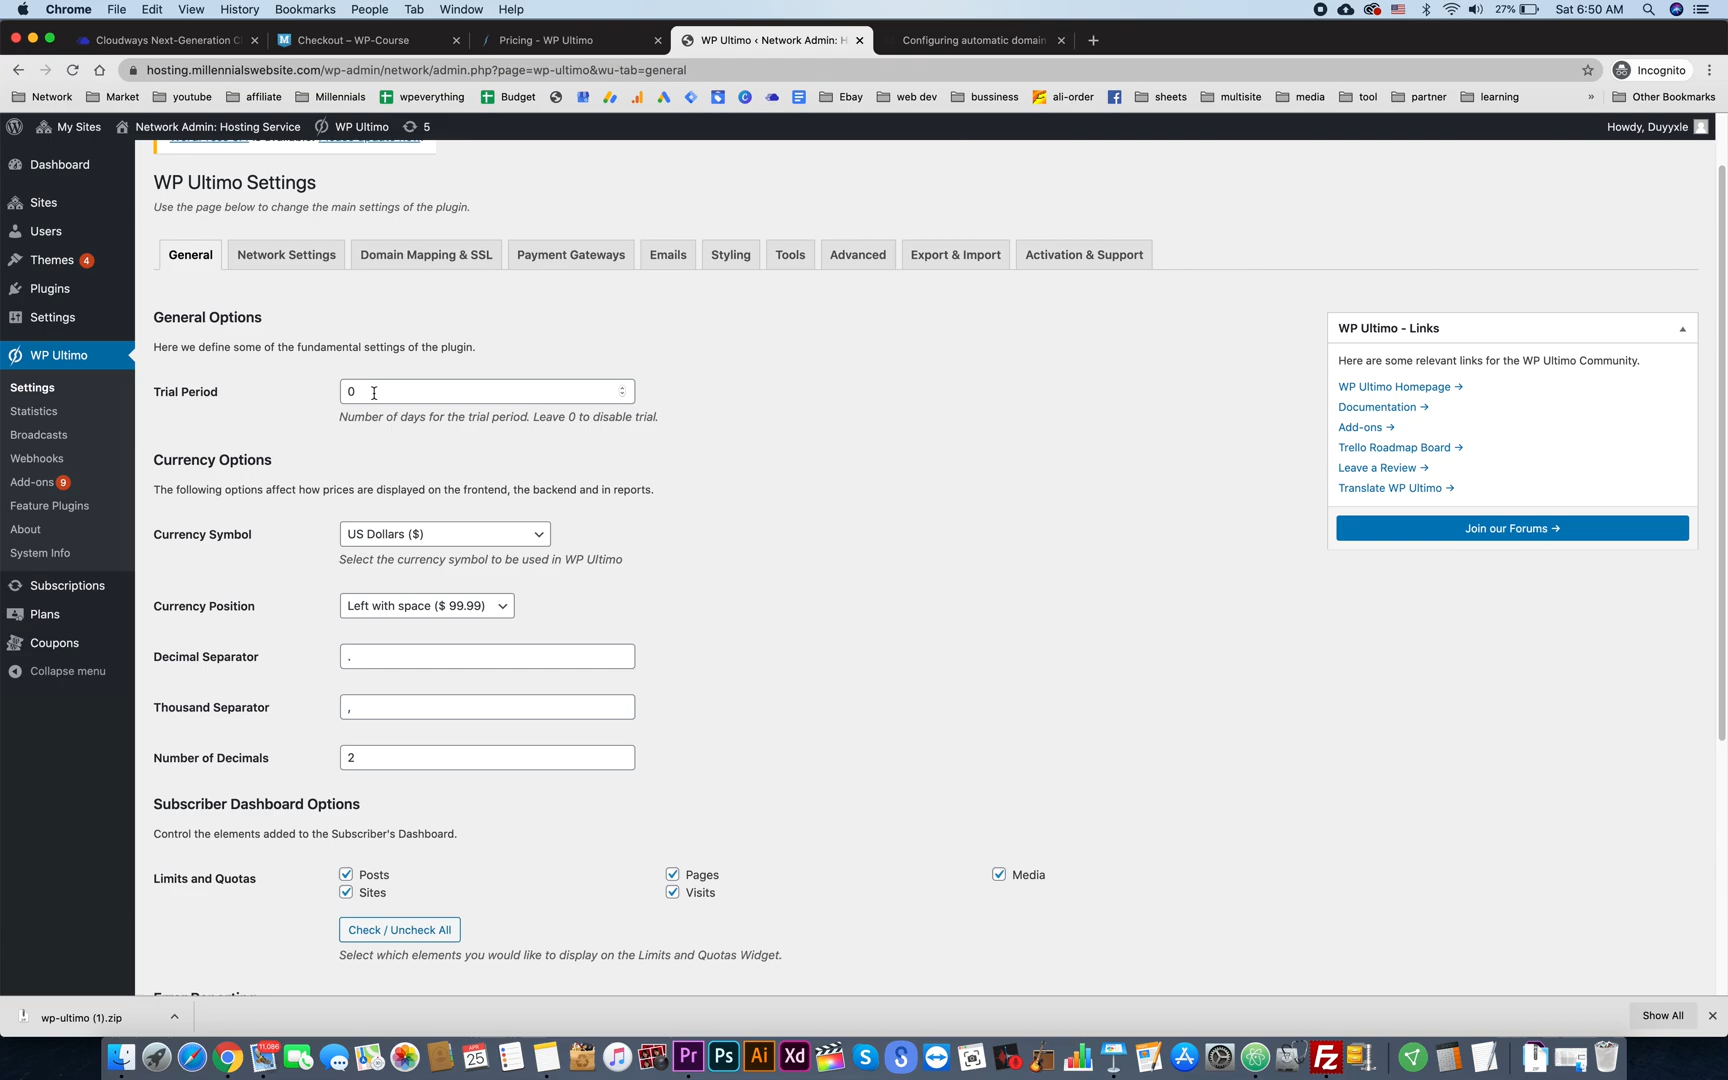 Chrome File Edit View History Bookmarks People Tab Window Help 27% Sat 6:50 AM
Cloudways Next-Generation C Checkout – WP-Course Pricing - WP Ultimo WP Ultimo ‹ Network Admin: H Configuring automatic domain
hosting.millennialswebsite.com/wp-admin/network/admin.php?page=wp-ultimo&wu-tab=general Incognito
Network Market youtube affiliate Millennials wpeverything Budget Ebay web dev bussiness ali-order sheets multisite media tool partner learning » Other Bookmarks
My Sites Network Admin: Hosting Service WP Ultimo 5 Howdy, Duyyxle
Dashboard
Sites
Users
Themes 4
Plugins
Settings
WP Ultimo
Settings
Statistics
Broadcasts
Webhooks
Add-ons 9
Feature Plugins
About
System Info
Subscriptions
Plans
Coupons
Collapse menu
WP Ultimo Settings
Use the page below to change the main settings of the plugin.
General Network Settings Domain Mapping & SSL Payment Gateways Emails Styling Tools Advanced Export & Import Activation & Support
General Options
Here we define some of the fundamental settings of the plugin.
Trial Period 0
Number of days for the trial period. Leave 0 to disable trial.
Currency Options
The following options affect how prices are displayed on the frontend, the backend and in reports.
Currency Symbol US Dollars ($)
Select the currency symbol to be used in WP Ultimo
Currency Position Left with space ($ 99.99)
Decimal Separator .
Thousand Separator ,
Number of Decimals 2
Subscriber Dashboard Options
Control the elements added to the Subscriber's Dashboard.
Limits and Quotas Posts Pages Media
Sites Visits
Check / Uncheck All
Select which elements you would like to display on the Limits and Quotas Widget.
WP Ultimo - Links
Here are some relevant links for the WP Ultimo Community.
WP Ultimo Homepage →
Documentation →
Add-ons →
Trello Roadmap Board →
Leave a Review →
Translate WP Ultimo →
Join our Forums →
wp-ultimo (1).zip Show All
11,086 APR 25 Pr Ps Ai Xd